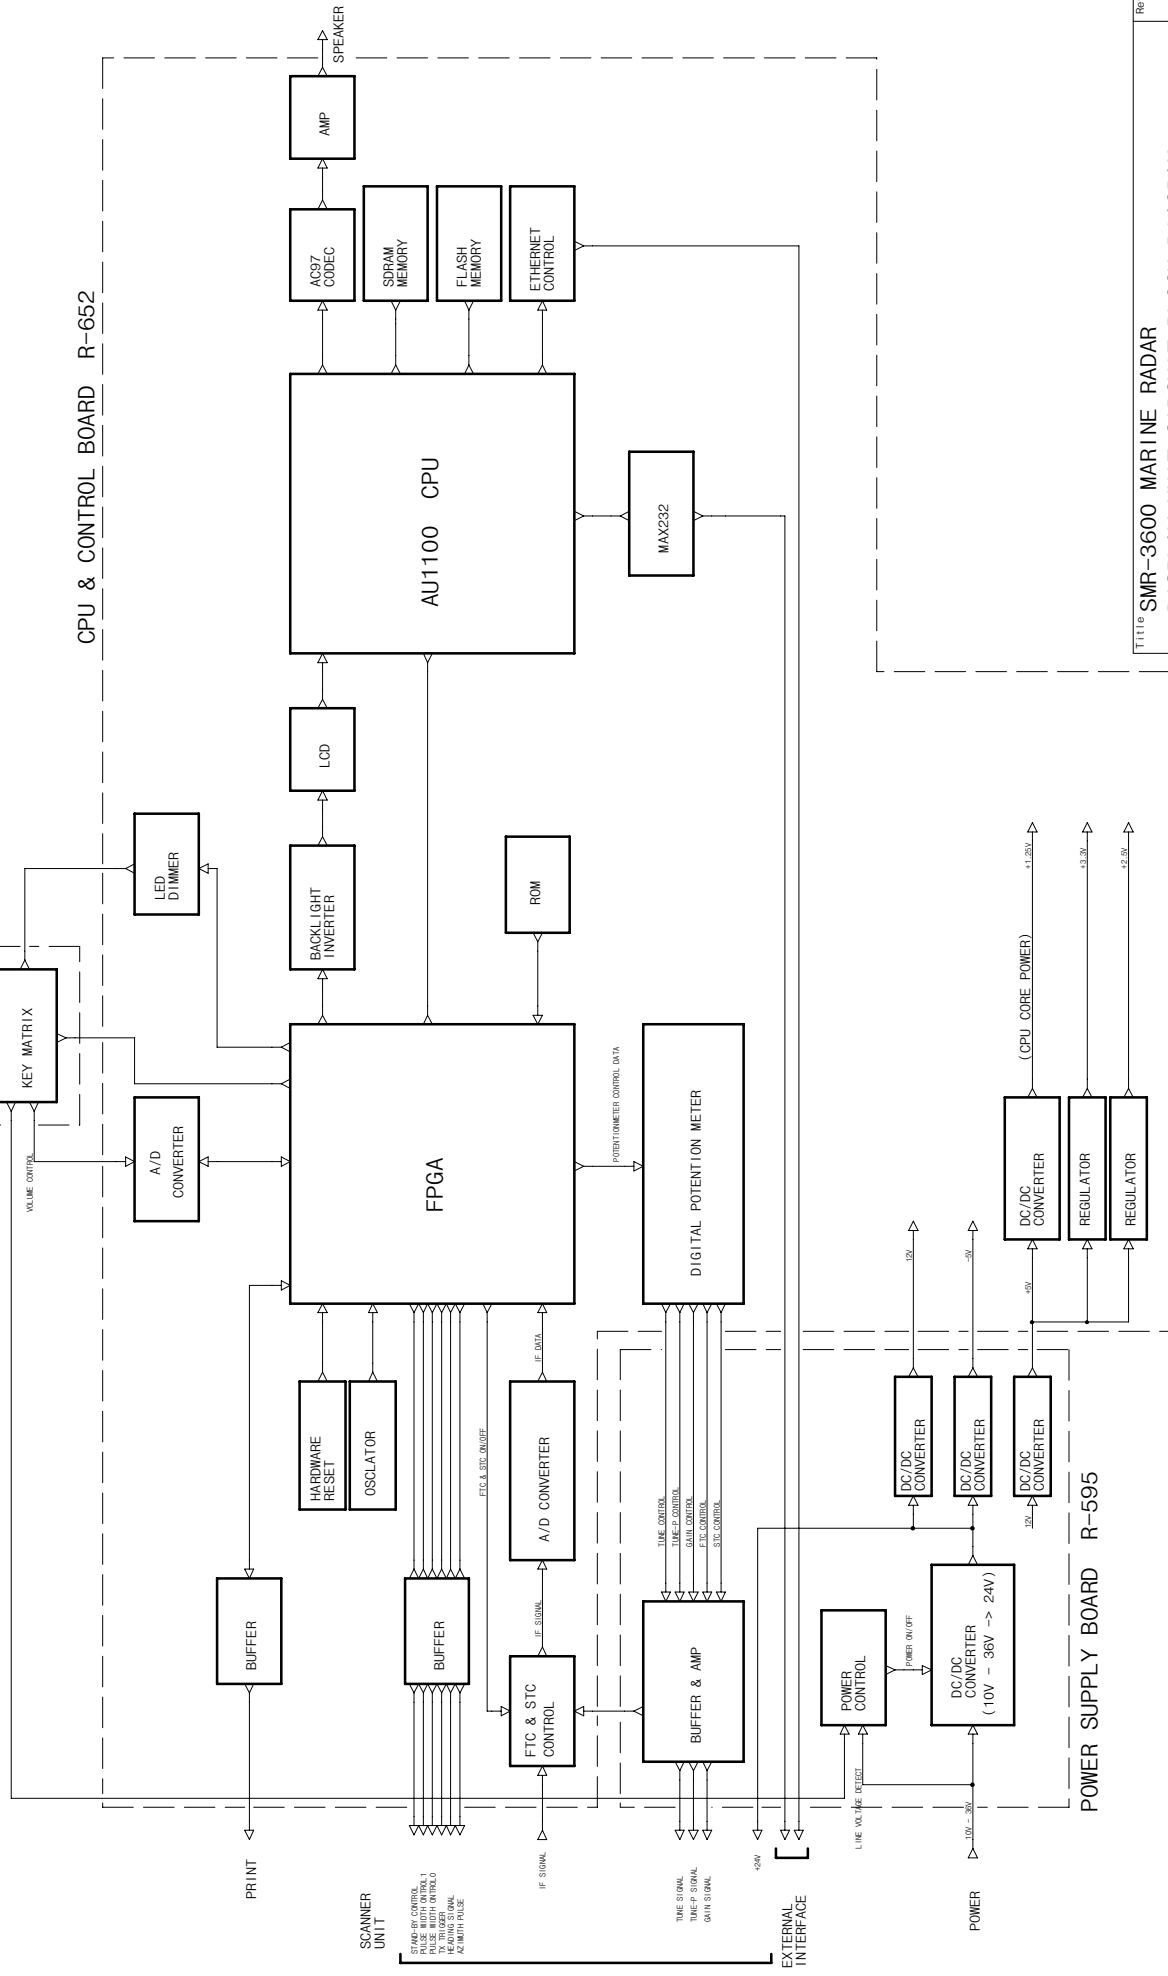 SPEAKER
AMP
AC97
CODEC
SDRAM
MEMORY
FLASH
MEMORY
ETHERNET
CONTROL
CPU & CONTROL BOARD R-652
AU1100 CPU
MAX232
LCD
LED
DIMMER
BACKLIGHT
INVERTER
ROM
KEY MATRIX
VOLUME CONTROL
A/D
CONVERTER
FPGA
POTENTIONMETER CONTROL DATA
DIGITAL POTENTION METER
HARDWARE
RESET
OSCLATOR
FTC & STC ON/OFF
IF DATA
A/D CONVERTER
IF SIGNAL
BUFFER
BUFFER
FTC & STC
CONTROL
TUNE CONTROL
TUNE-P CONTROL
GAIN CONTROL
FTC CONTROL
STC CONTROL
BUFFER & AMP
PRINT
SCANNER
UNIT
STAND-BY CONTROL
PULSE WIDTH ONTROL1
PULSE WIDTH ONTROL0
TX TRIGGER
HEADING SIGNAL
AZIMUTH PULSE
IF SIGNAL
TUNE SIGNAL
TUNE-P SIGNAL
GAIN SIGNAL
+24V
EXTERNAL
INTERFACE
LINE VOLTAGE DETECT
10V - 36V
POWER
POWER
CONTROL
POWER ON/OFF
DC/DC
CONVERTER
(10V - 36V -> 24V)
DC/DC
CONVERTER
DC/DC
CONVERTER
DC/DC
CONVERTER
12V
12V
-5V
+5V
DC/DC
CONVERTER
REGULATOR
REGULATOR
(CPU CORE POWER)
+1.25V
+3.3V
+2.5V
POWER SUPPLY BOARD R-595
Title
SMR-3600 MARINE RADAR
Re